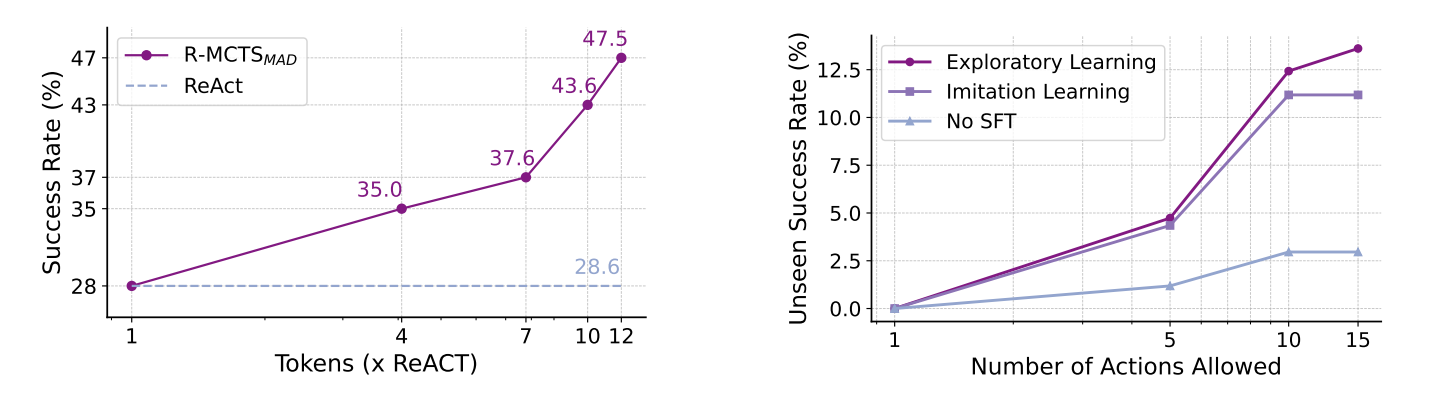 Success Rate (%)
47
43
37
35
28
R-MCTS_MAD
ReAct
35.0
37.6
43.6
47.5
28.6
1 4 7 10 12
Tokens (x ReACT)
Unseen Success Rate (%)
12.5
10.0
7.5
5.0
2.5
0.0
Exploratory Learning
Imitation Learning
No SFT
1 5 10 15
Number of Actions Allowed